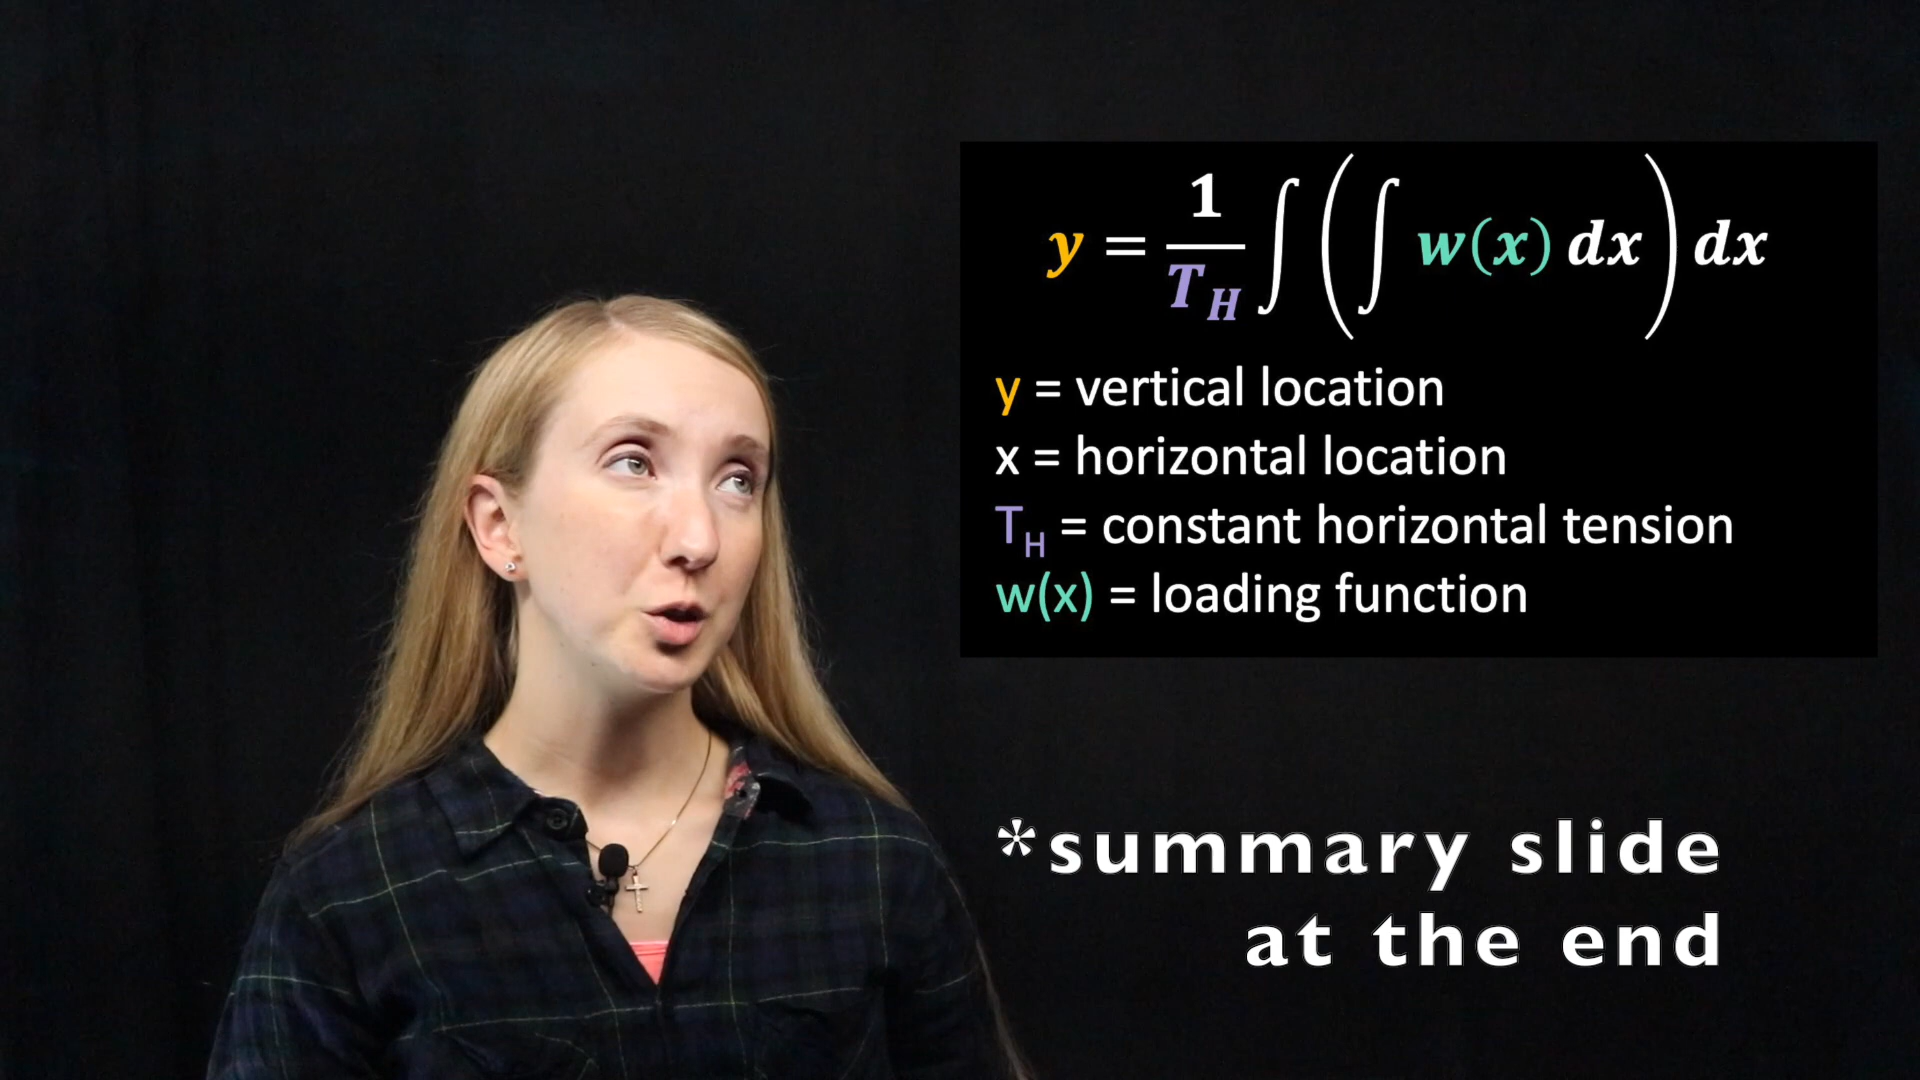 y = 1/T_H ∫ ( ∫ w(x) dx ) dx
y = vertical location
x = horizontal location
T_H = constant horizontal tension
w(x) = loading function
*summary slide
at the end